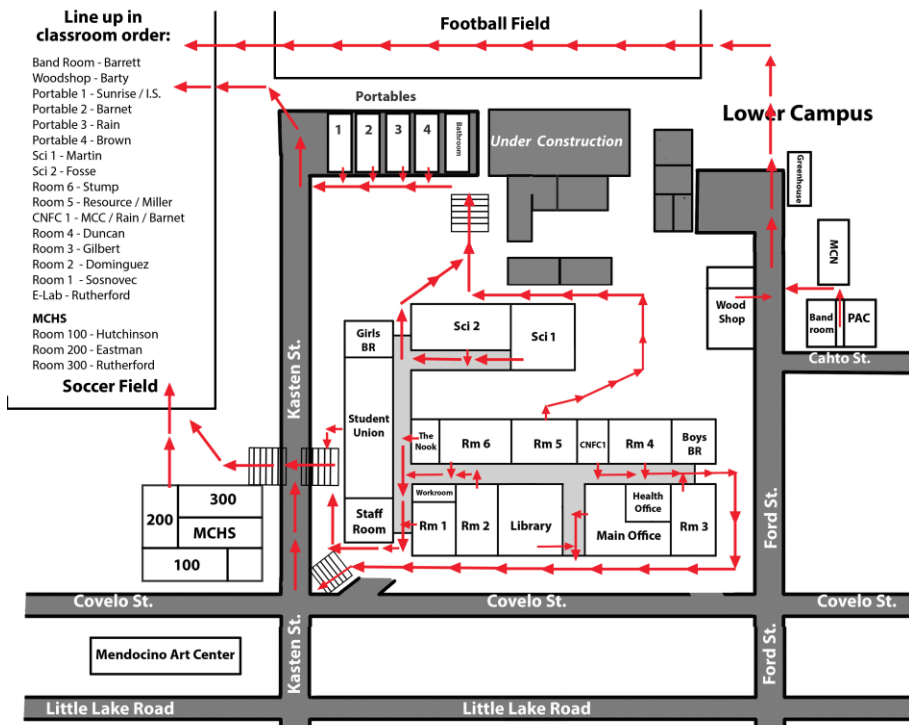 Line up in
classroom order:
Band Room - Barrett
Woodshop - Barty
Portable 1 - Sunrise / I.S.
Portable 2 - Barnet
Portable 3 - Rain
Portable 4 - Brown
Sci 1 - Martin
Sci 2 - Fosse
Room 6 - Stump
Room 5 - Resource / Miller
CNFC 1 - MCC / Rain / Barnet
Room 4 - Duncan
Room 3 - Gilbert
Room 2 - Dominguez
Room 1 - Sosnovec
E-Lab - Rutherford
MCHS
Room 100 - Hutchinson
Room 200 - Eastman
Room 300 - Rutherford
Soccer Field
Football Field
Portables
1
2
3
4
Bathroom
Under Construction
Lower Campus
Greenhouse
MCN
Wood
Shop
Band
room
PAC
Cahto St.
Kasten St.
Girls
BR
Sci 2
Sci 1
Student
Union
The
Nook
Rm 6
Rm 5
CNFC1
Rm 4
Boys
BR
Ford St.
Staff
Room
Workroom
Rm 1
Rm 2
Library
Health
Office
Main Office
Rm 3
200
300
MCHS
100
Covelo St.
Covelo St.
Covelo St.
Mendocino Art Center
Kasten St.
Ford St.
Little Lake Road
Little Lake Road